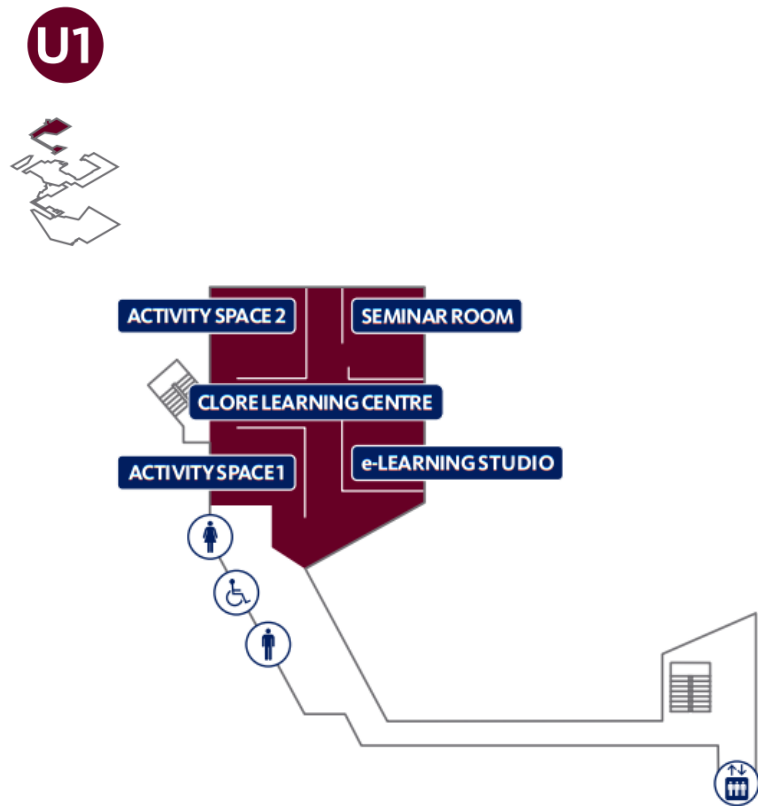 U1
ACTIVITY SPACE 2
SEMINAR ROOM
CLORE LEARNING CENTRE
ACTIVITY SPACE 1
e-LEARNING STUDIO